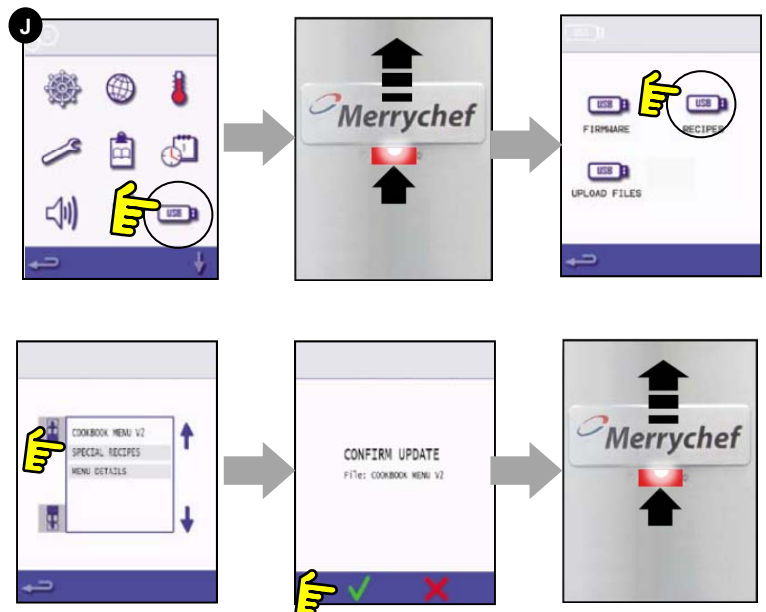 J
USB
Merrychef
USB
USB
USB
FIRMWARE
RECIPES
USB
UPLOAD FILES
COOKBOOK MENU V2
SPECIAL RECIPES
MENU DETAILS
CONFIRM UPDATE
File: COOKBOOK MENU V2
Merrychef